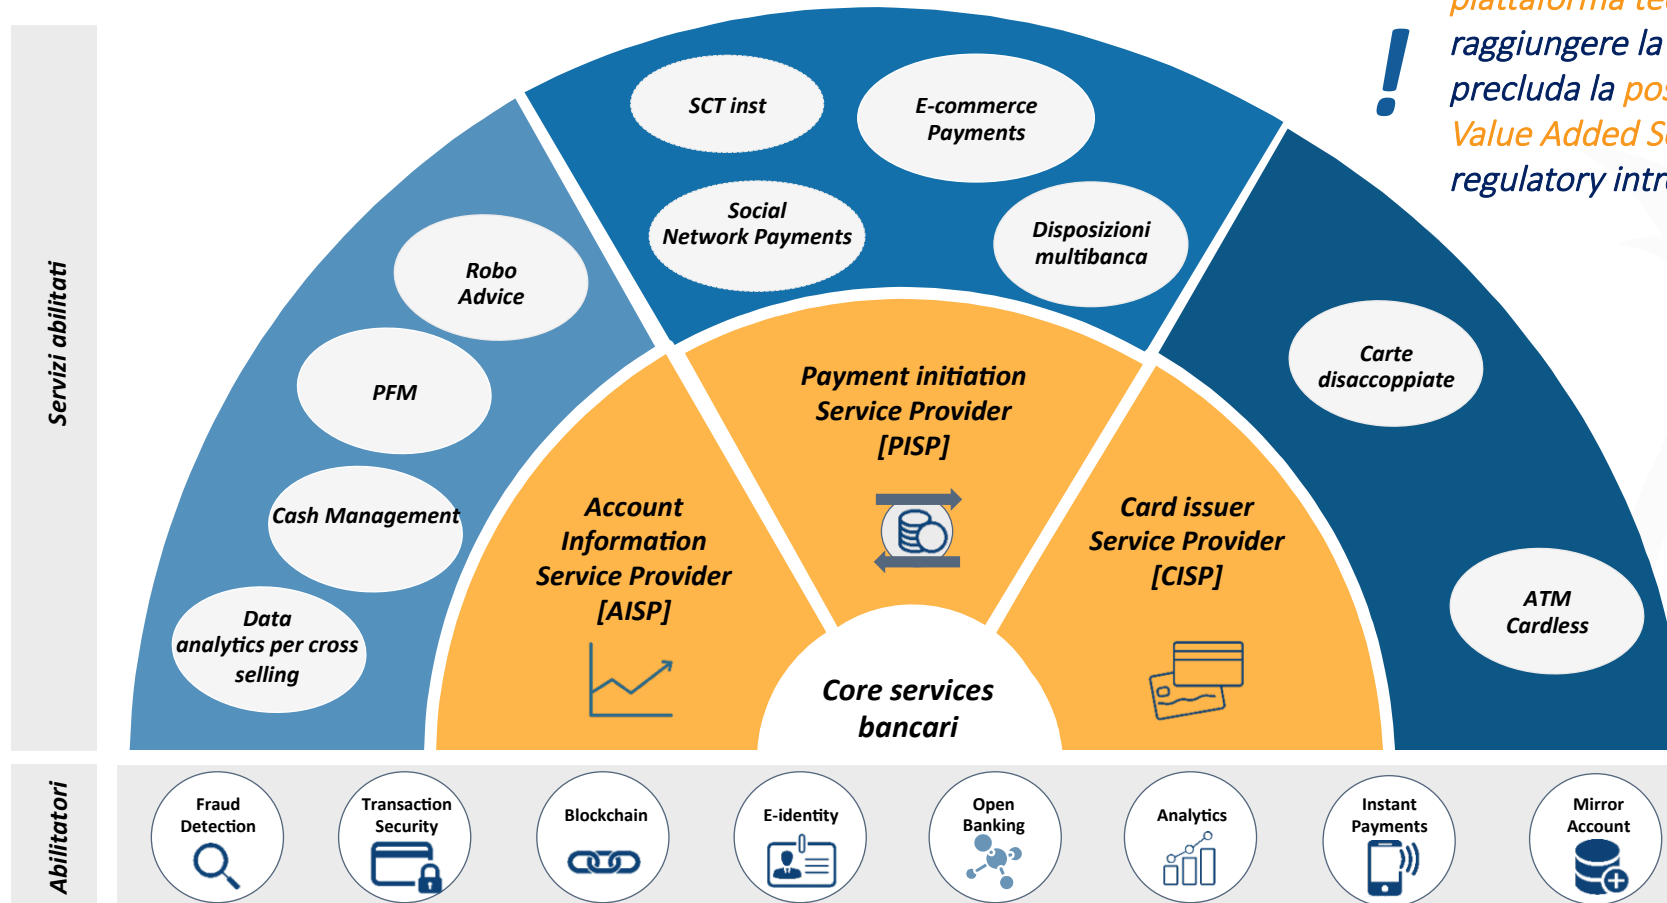 piattaforma
raggiungere la
precluda la
Value Added
regulatory
!
Servizi abilitati
SCT inst
E-commerce
Payments
Social
Network Payments
Disposizioni
multibanca
Robo
Advice
PFM
Cash Management
Data
analytics per cross
selling
Carte
disaccoppiate
ATM
Cardless
Payment initiation
Service Provider
[PISP]
Account
Information
Service Provider
[AISP]
Card issuer
Service Provider
[CISP]
Core services
bancari
Abilitatori
Fraud
Detection
Transaction
Security
Blockchain
E-identity
Open
Banking
Analytics
Instant
Payments
Mirror
Account